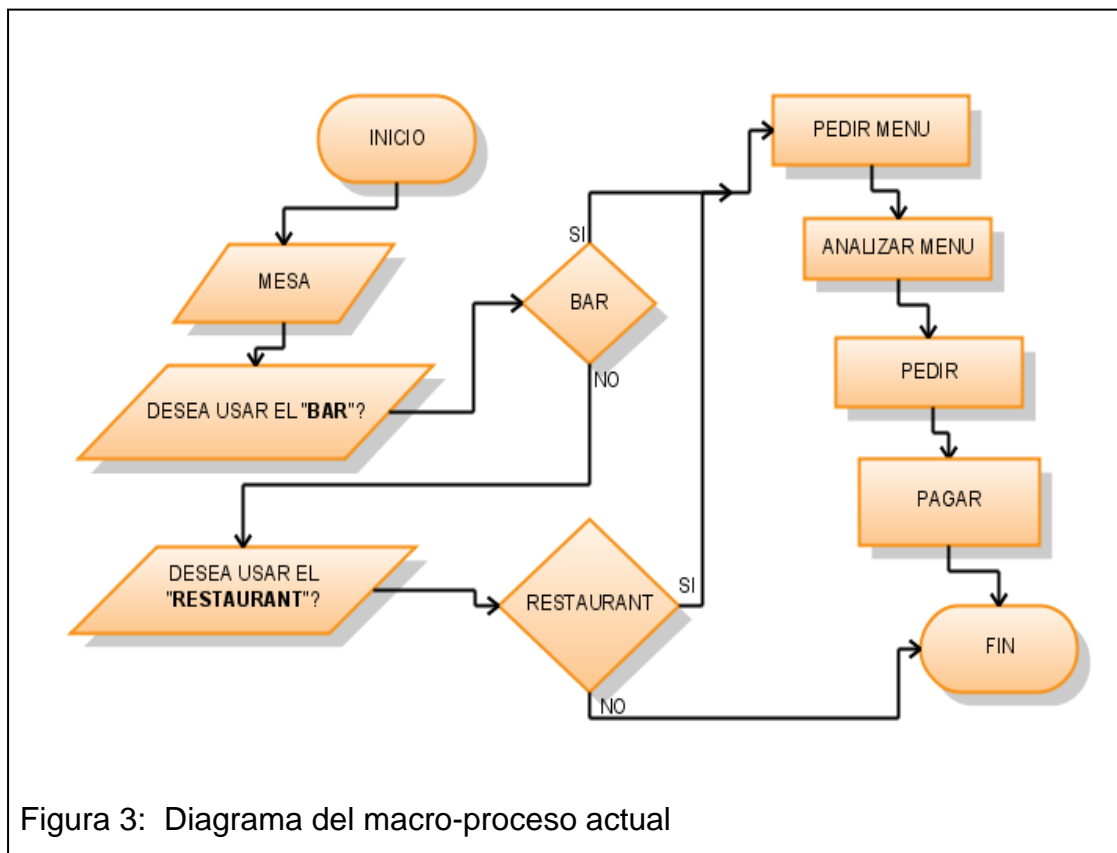 INICIO
MESA
DESEA USAR EL "BAR"?
BAR
SI
NO
DESEA USAR EL
"RESTAURANT"?
RESTAURANT
SI
NO
PEDIR MENU
ANALIZAR MENU
PEDIR
PAGAR
FIN
Figura 3: Diagrama del macro-proceso actual